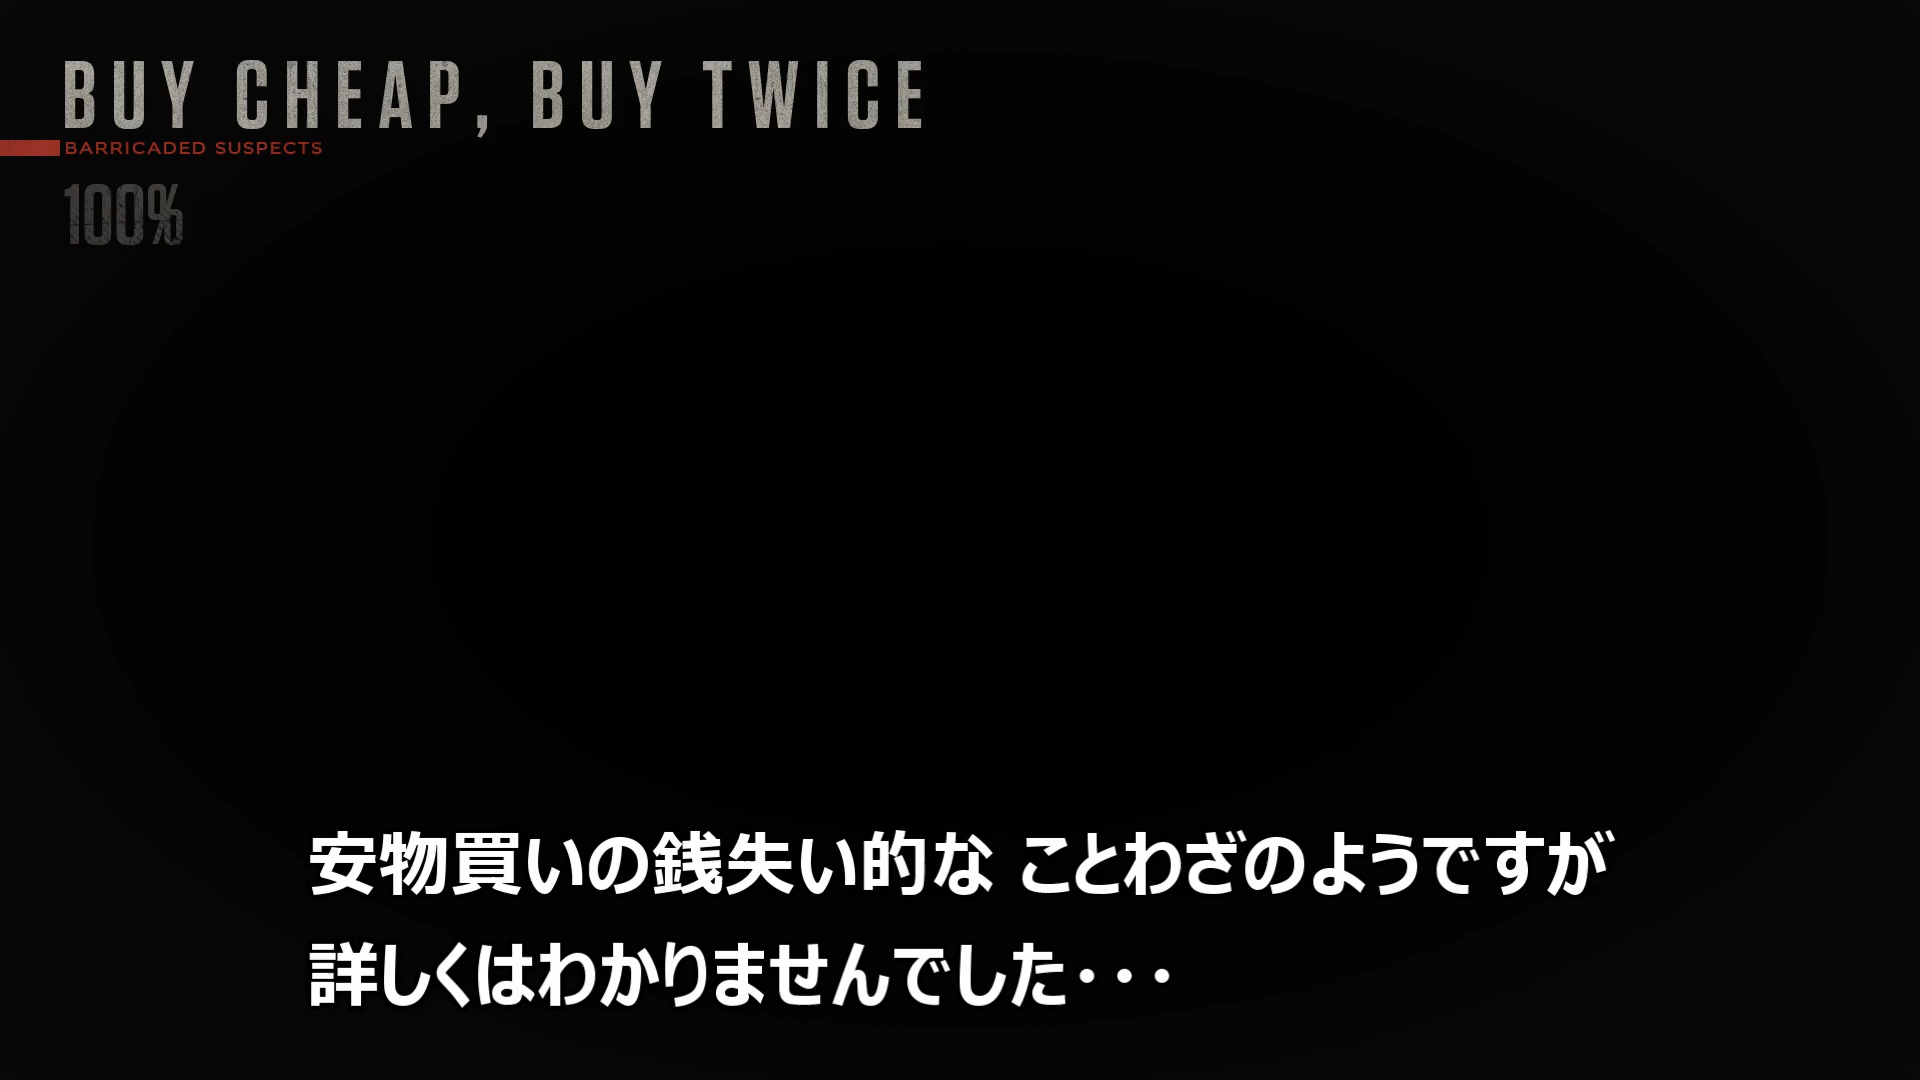 BUY CHEAP, BUY TWICE
BARRICADED SUSPECTS
100%
安物買いの銭失い的な ことわざのようですが
詳しくはわかりませんでした・・・